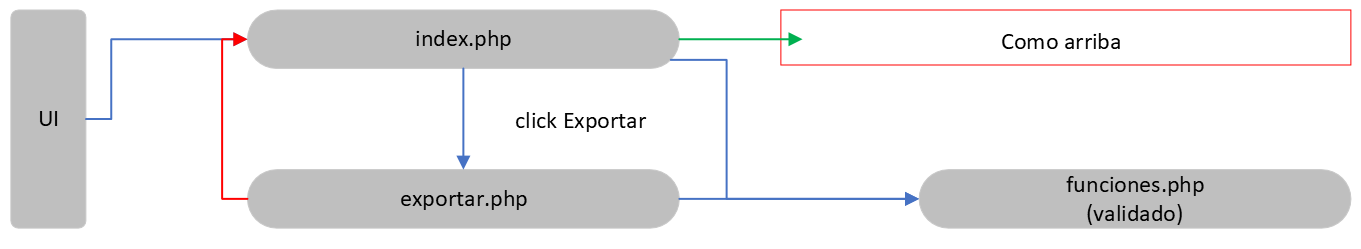 index.php
Como arriba
UI
click Exportar
exportar.php
funciones.php
(validado)